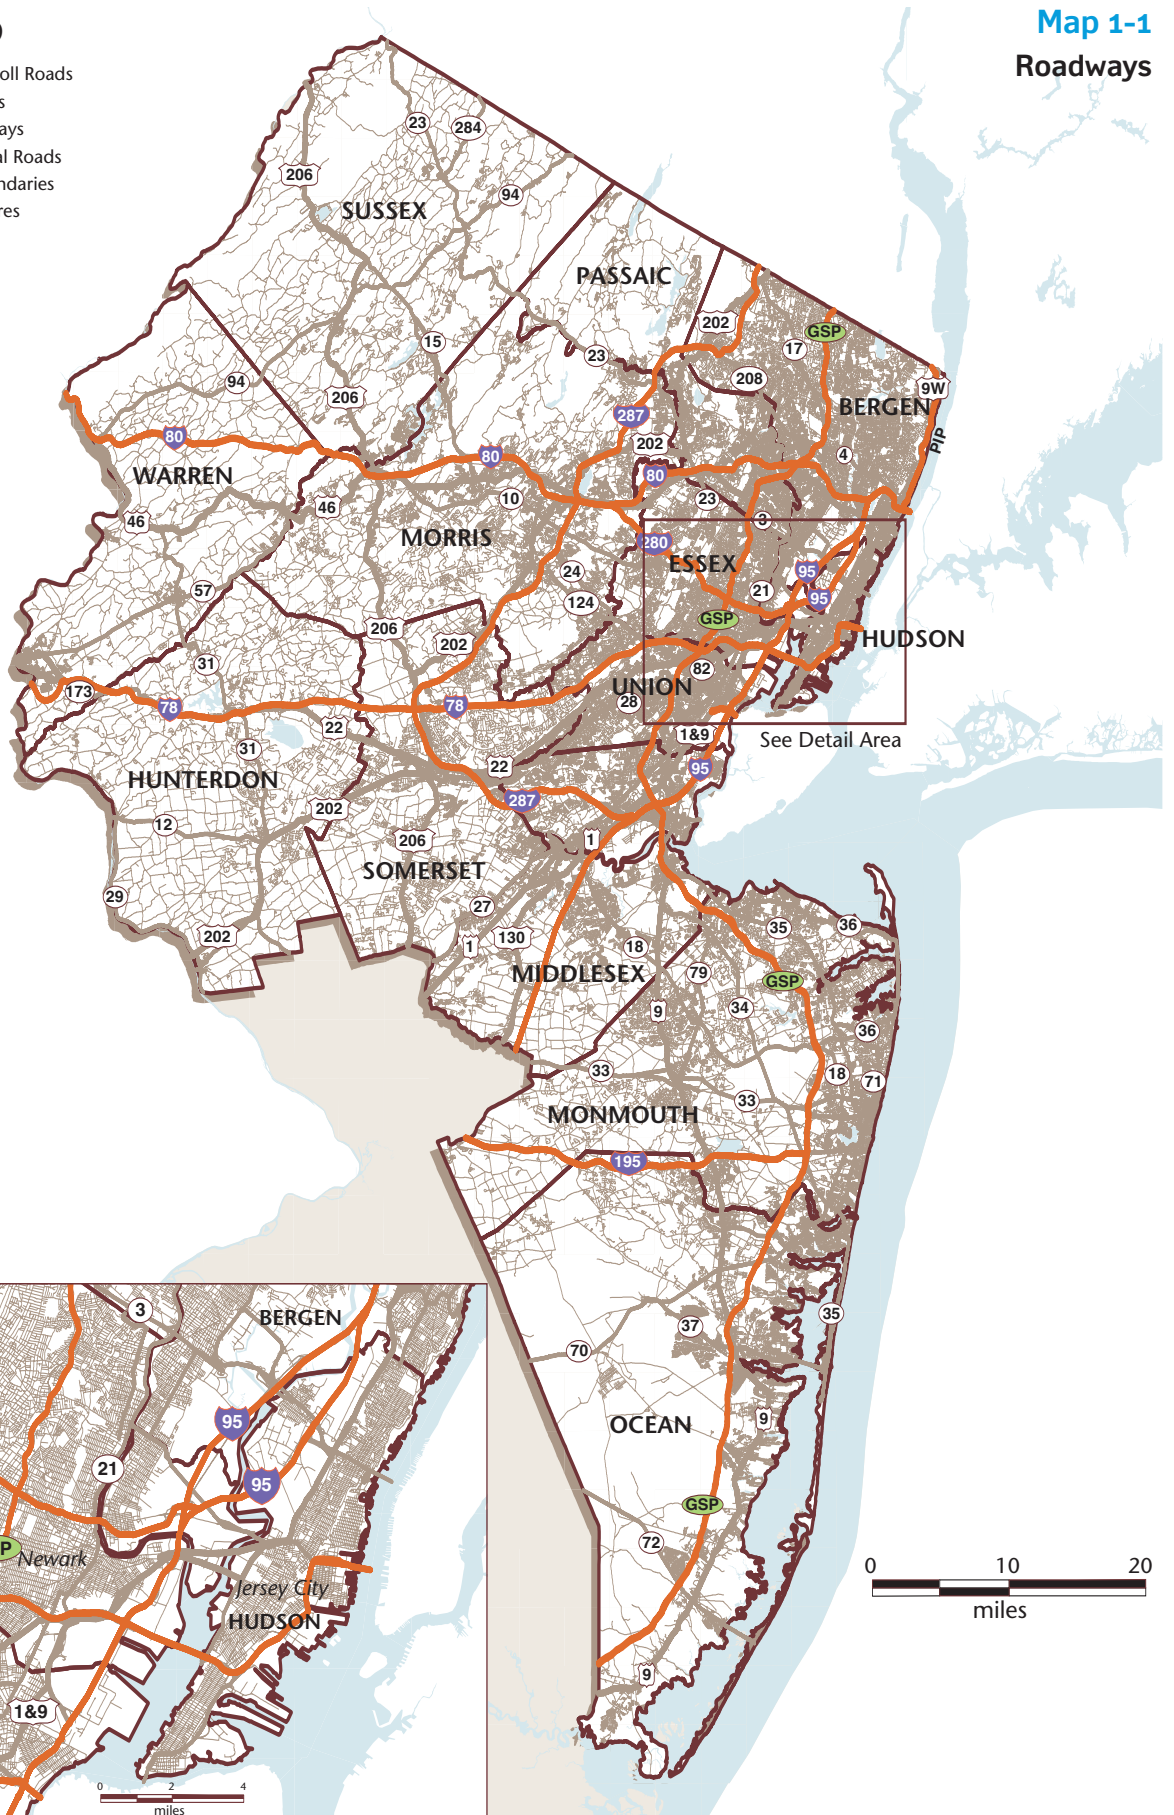 Map 1-1
Roadways
oll Roads
s
ays
al Roads
ndaries
res
23
284
206
94
SUSSEX
PASSAIC
202
GSP
17
15
23
208
94
206
9W
BERGEN
287
PIP
80
202
4
80
80
WARREN
10
23
46
46
3
MORRIS
280
ESSEX
95
24
57
21
95
124
GSP
206
202
HUDSON
31
82
173
UNION
28
78
78
22
1&9
See Detail Area
31
22
95
HUNTERDON
287
202
12
206
1
SOMERSET
29
27
35
36
202
1
130
18
MIDDLESEX
79
GSP
34
9
36
33
18
71
33
MONMOUTH
195
35
37
70
OCEAN
9
GSP
72
9
0 10 20
miles
3
BERGEN
95
21
95
P
Newark
Jersey City
HUDSON
1&9
0 2 4
miles